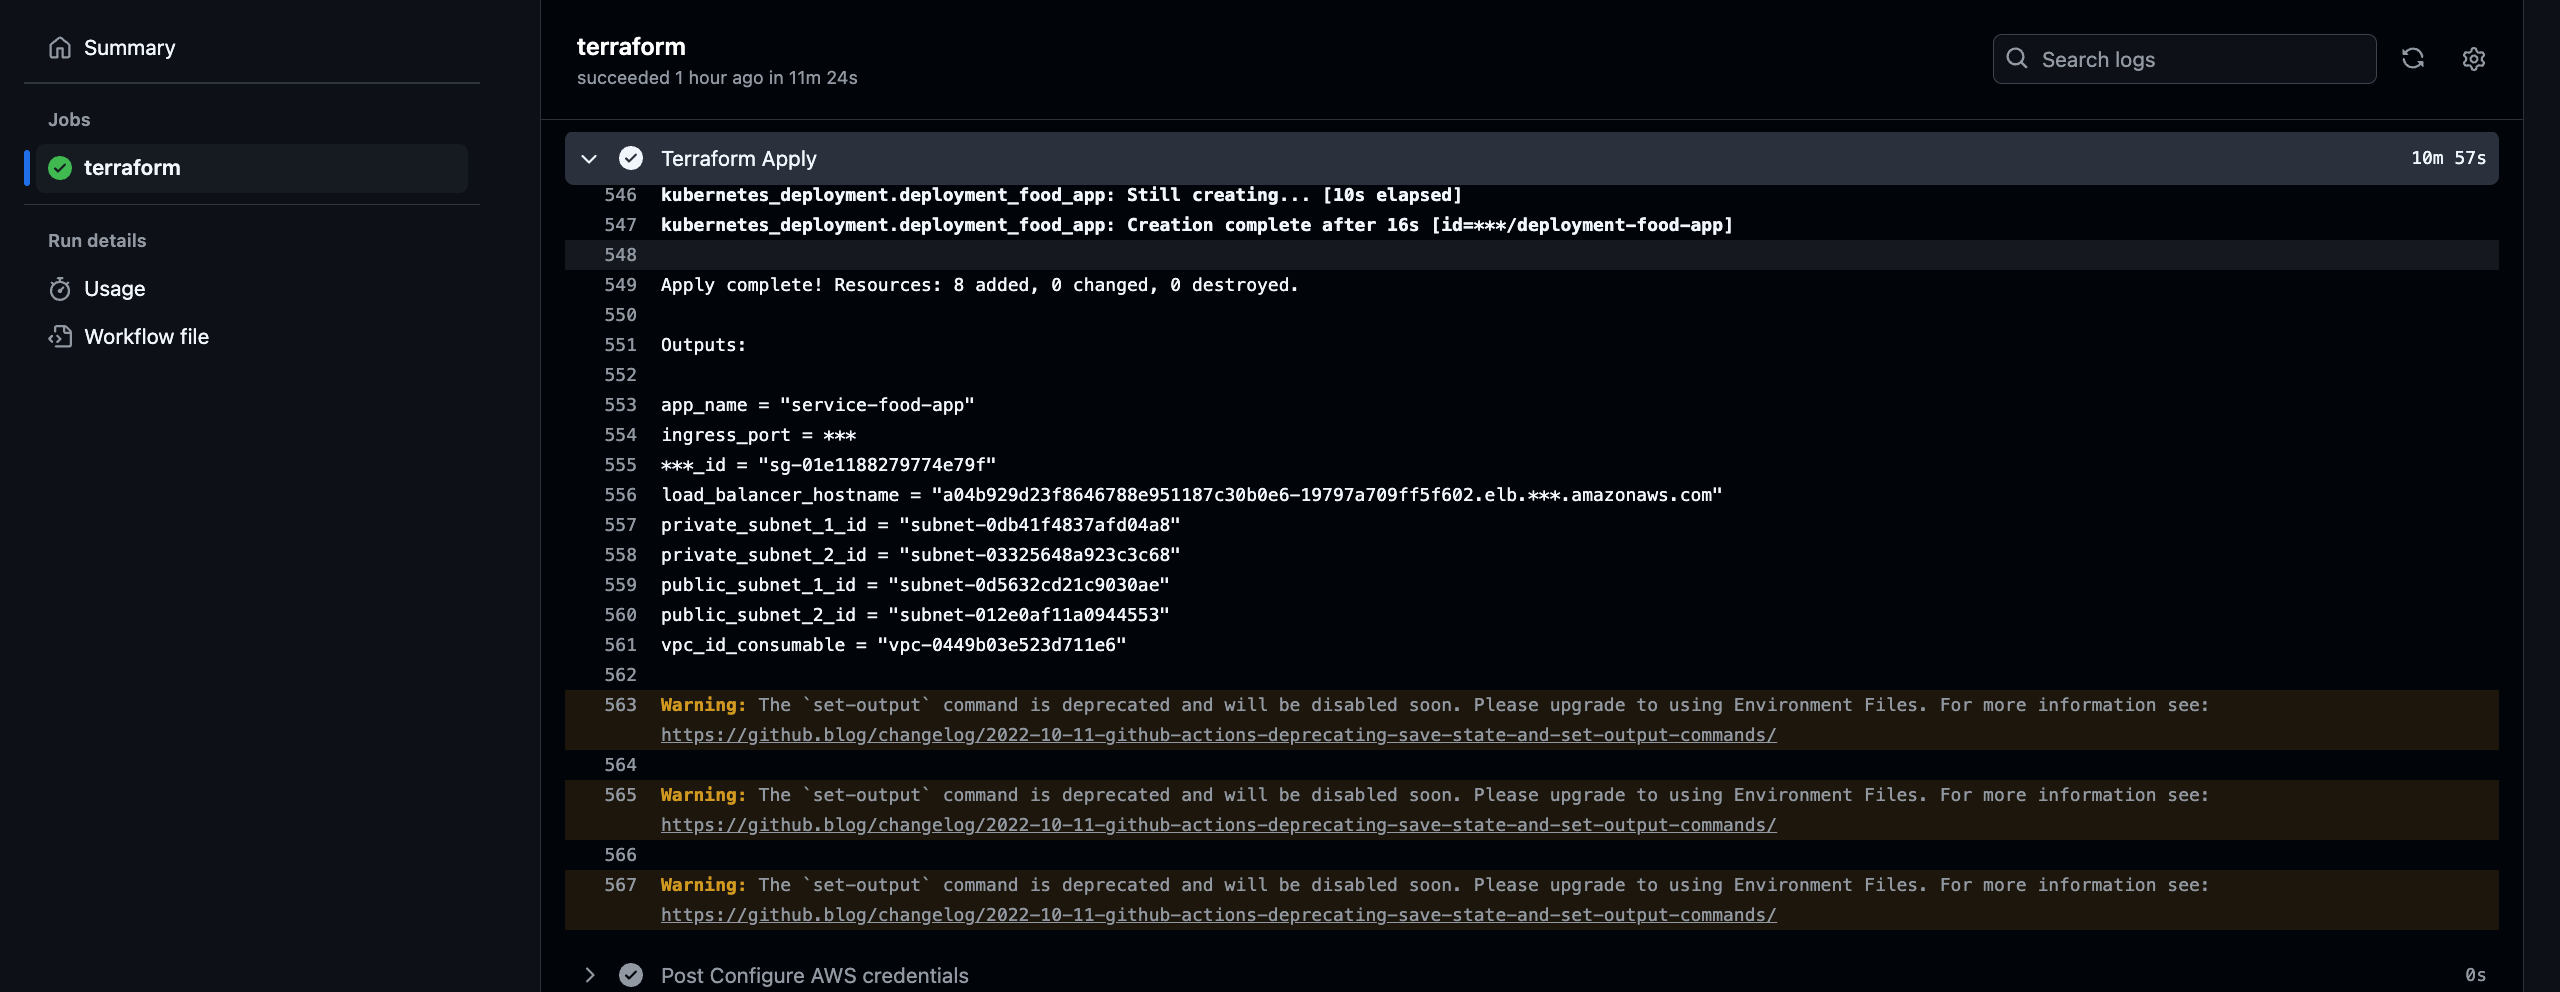 Summary
Jobs
terraform
Run details
Usage
Workflow file
terraform
succeeded 1 hour ago in 11m 24s
Search logs
Terraform Apply 10m 57s
546 kubernetes_deployment.deployment_food_app: Still creating... [10s elapsed]
547 kubernetes_deployment.deployment_food_app: Creation complete after 16s [id=***/deployment-food-app]
548
549 Apply complete! Resources: 8 added, 0 changed, 0 destroyed.
550
551 Outputs:
552
553 app_name = "service-food-app"
554 ingress_port = ***
555 ***_id = "sg-01e1188279774e79f"
556 load_balancer_hostname = "a04b929d23f8646788e951187c30b0e6-19797a709ff5f602.elb.***.amazonaws.com"
557 private_subnet_1_id = "subnet-0db41f4837afd04a8"
558 private_subnet_2_id = "subnet-03325648a923c3c68"
559 public_subnet_1_id = "subnet-0d5632cd21c9030ae"
560 public_subnet_2_id = "subnet-012e0af11a0944553"
561 vpc_id_consumable = "vpc-0449b03e523d711e6"
562
563 Warning: The `set-output` command is deprecated and will be disabled soon. Please upgrade to using Environment Files. For more information see:
https://github.blog/changelog/2022-10-11-github-actions-deprecating-save-state-and-set-output-commands/
564
565 Warning: The `set-output` command is deprecated and will be disabled soon. Please upgrade to using Environment Files. For more information see:
https://github.blog/changelog/2022-10-11-github-actions-deprecating-save-state-and-set-output-commands/
566
567 Warning: The `set-output` command is deprecated and will be disabled soon. Please upgrade to using Environment Files. For more information see:
https://github.blog/changelog/2022-10-11-github-actions-deprecating-save-state-and-set-output-commands/
Post Configure AWS credentials 0s